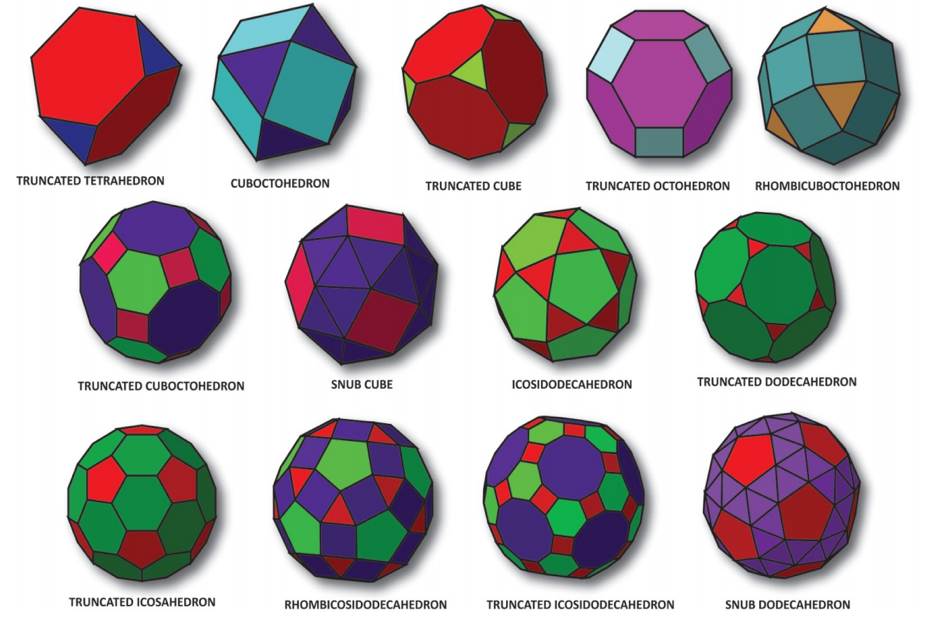 TRUNCATED TETRAHEDRON
CUBOCTOHEDRON
TRUNCATED CUBE
TRUNCATED OCTOHEDRON
RHOMBICUBOCTOHEDRON
TRUNCATED CUBOCTOHEDRON
SNUB CUBE
ICOSIDODECAHEDRON
TRUNCATED DODECAHEDRON
TRUNCATED ICOSAHEDRON
RHOMBICOSIDODECAHEDRON
TRUNCATED ICOSIDODECAHEDRON
SNUB DODECAHEDRON